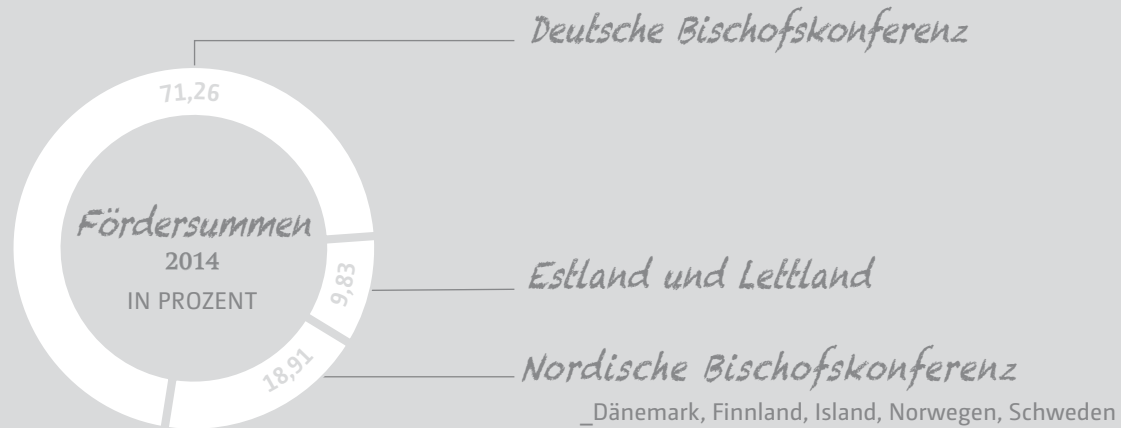 Deutsche Bischofskonferenz
71,26
Fördersummen
2014
IN PROZENT
9,83
Estland und Lettland
18,91
Nordische Bischofskonferenz
_Dänemark, Finnland, Island, Norwegen, Schweden